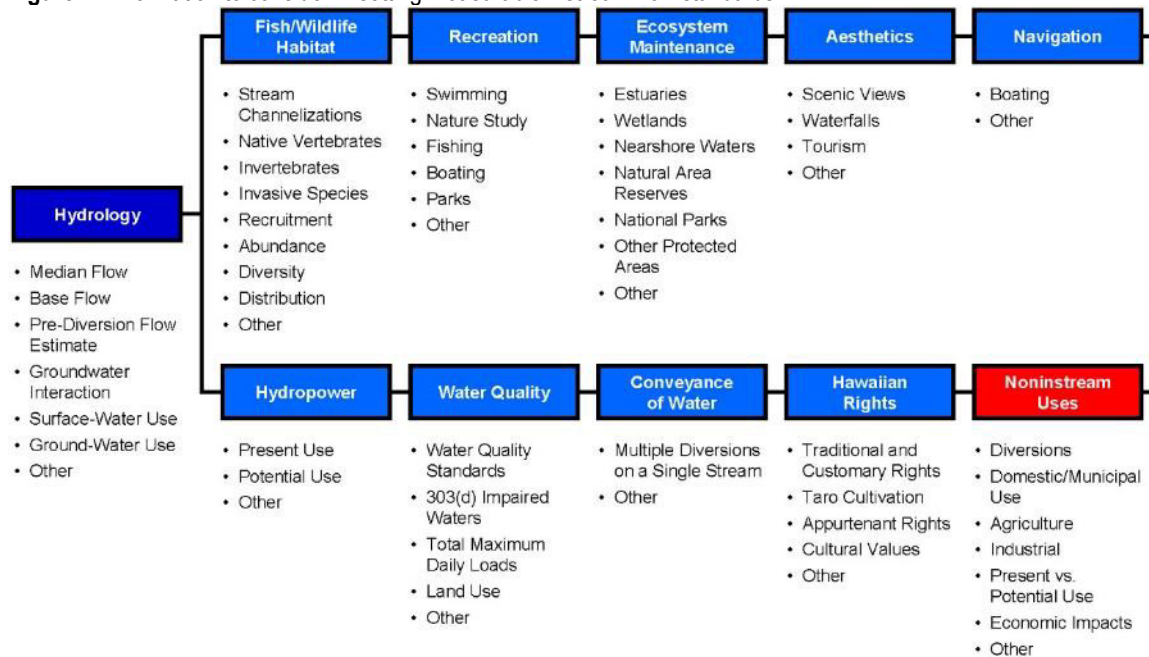 Figure
Hydrology
• Median Flow
• Base Flow
• Pre-Diversion Flow
Estimate
• Groundwater
Interaction
• Surface-Water Use
• Ground-Water Use
• Other
Fish/Wildlife
Habitat
• Stream
Channelizations
• Native Vertebrates
• Invertebrates
• Invasive Species
• Recruitment
• Abundance
• Diversity
• Distribution
• Other
Recreation
• Swimming
• Nature Study
• Fishing
• Boating
• Parks
• Other
Ecosystem
Maintenance
• Estuaries
• Wetlands
• Nearshore Waters
• Natural Area
Reserves
• National Parks
• Other Protected
Areas
• Other
Aesthetics
• Scenic Views
• Waterfalls
• Tourism
• Other
Navigation
• Boating
• Other
Hydropower
• Present Use
• Potential Use
• Other
Water Quality
• Water Quality
Standards
• 303(d) Impaired
Waters
• Total Maximum
Daily Loads
• Land Use
• Other
Conveyance
of Water
• Multiple Diversions
on a Single Stream
• Other
Hawaiian
Rights
• Traditional and
Customary Rights
• Taro Cultivation
• Appurtenant Rights
• Cultural Values
• Other
Noninstream
Uses
• Diversions
• Domestic/Municipal
Use
• Agriculture
• Industrial
• Present vs.
Potential Use
• Economic Impacts
• Other